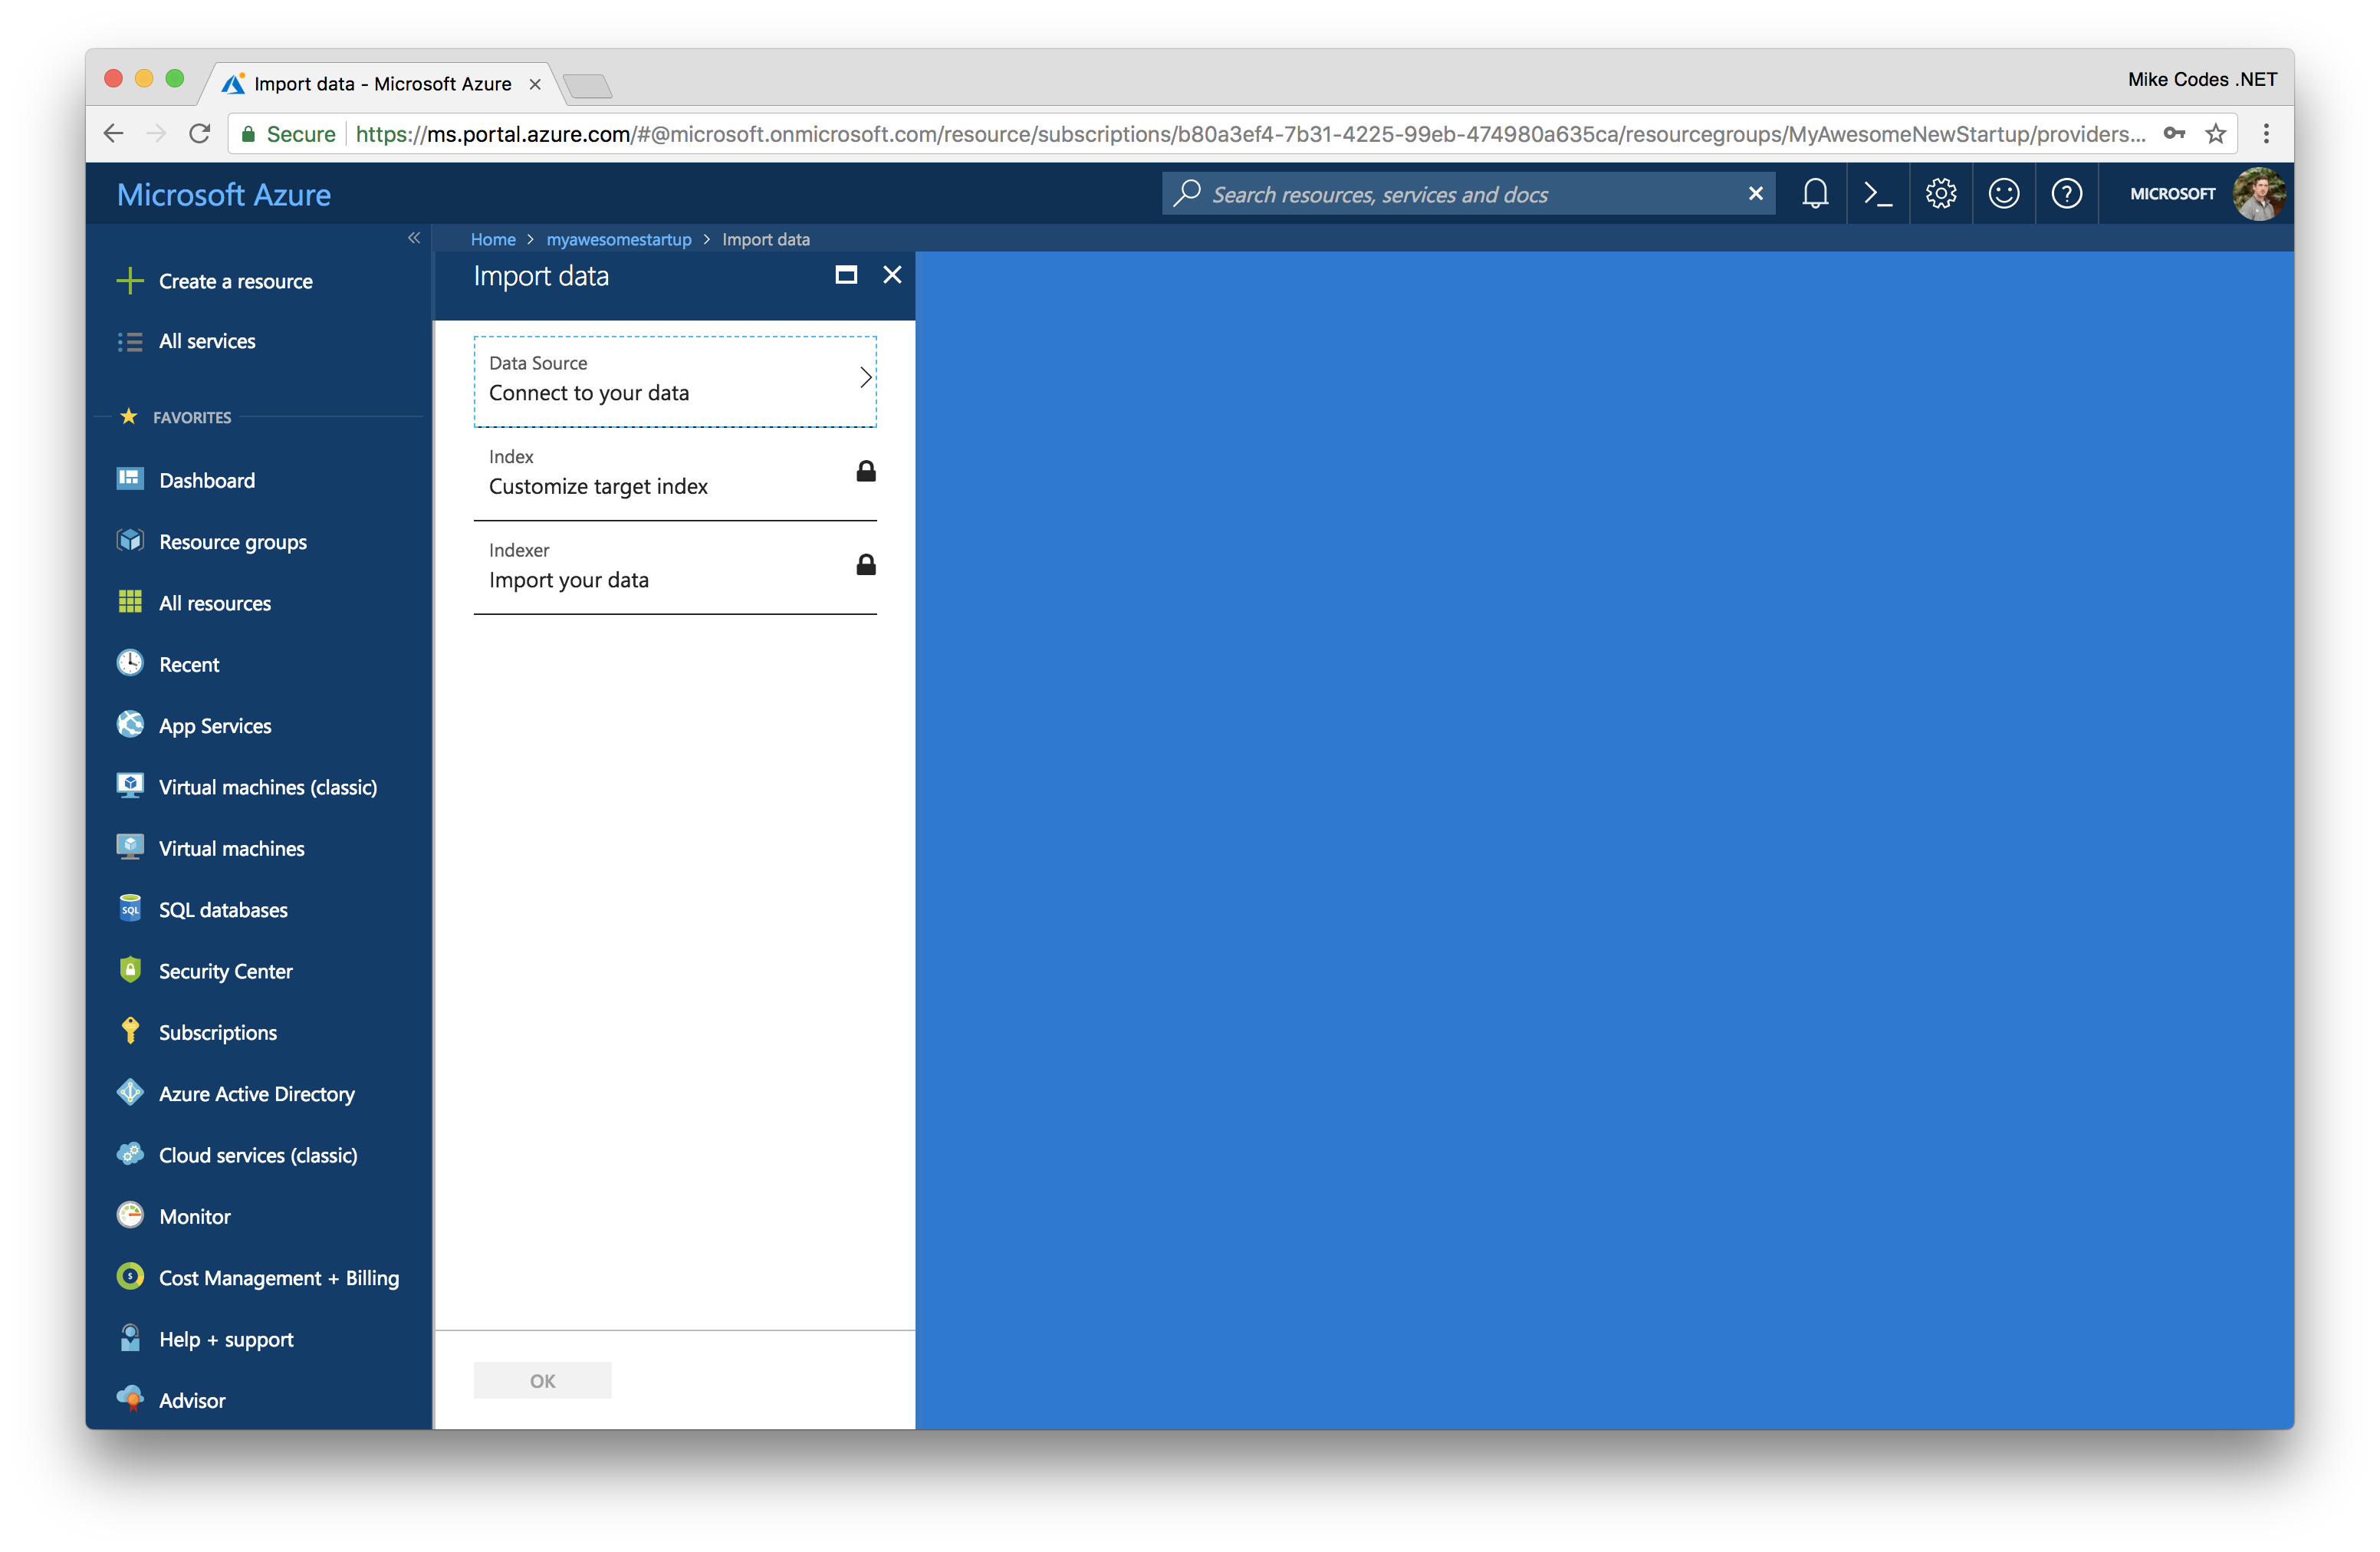 Import data - Microsoft Azure
Mike Codes .NET
Secure https://ms.portal.azure.com/#@microsoft.onmicrosoft.com/resource/subscriptions/b80a3ef4-7b31-4225-99eb-474980a635ca/resourcegroups/MyAwesomeNewStartup/providers...
Microsoft Azure
Search resources, services and docs
MICROSOFT
Home > myawesomestartup > Import data
Create a resource
All services
FAVORITES
Dashboard
Resource groups
All resources
Recent
App Services
Virtual machines (classic)
Virtual machines
SQL
SQL databases
Security Center
Subscriptions
Azure Active Directory
Cloud services (classic)
Monitor
Cost Management + Billing
Help + support
Advisor
Import data
Data Source
Connect to your data
Index
Customize target index
Indexer
Import your data
OK